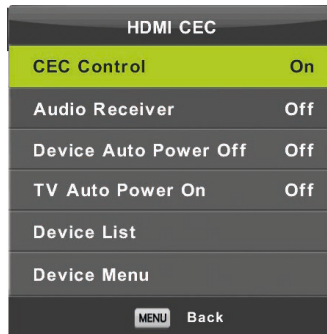 HDMI CEC
CEC Control On
Audio Receiver Off
Device Auto Power Off Off
TV Auto Power On Off
Device List
Device Menu
MENU Back